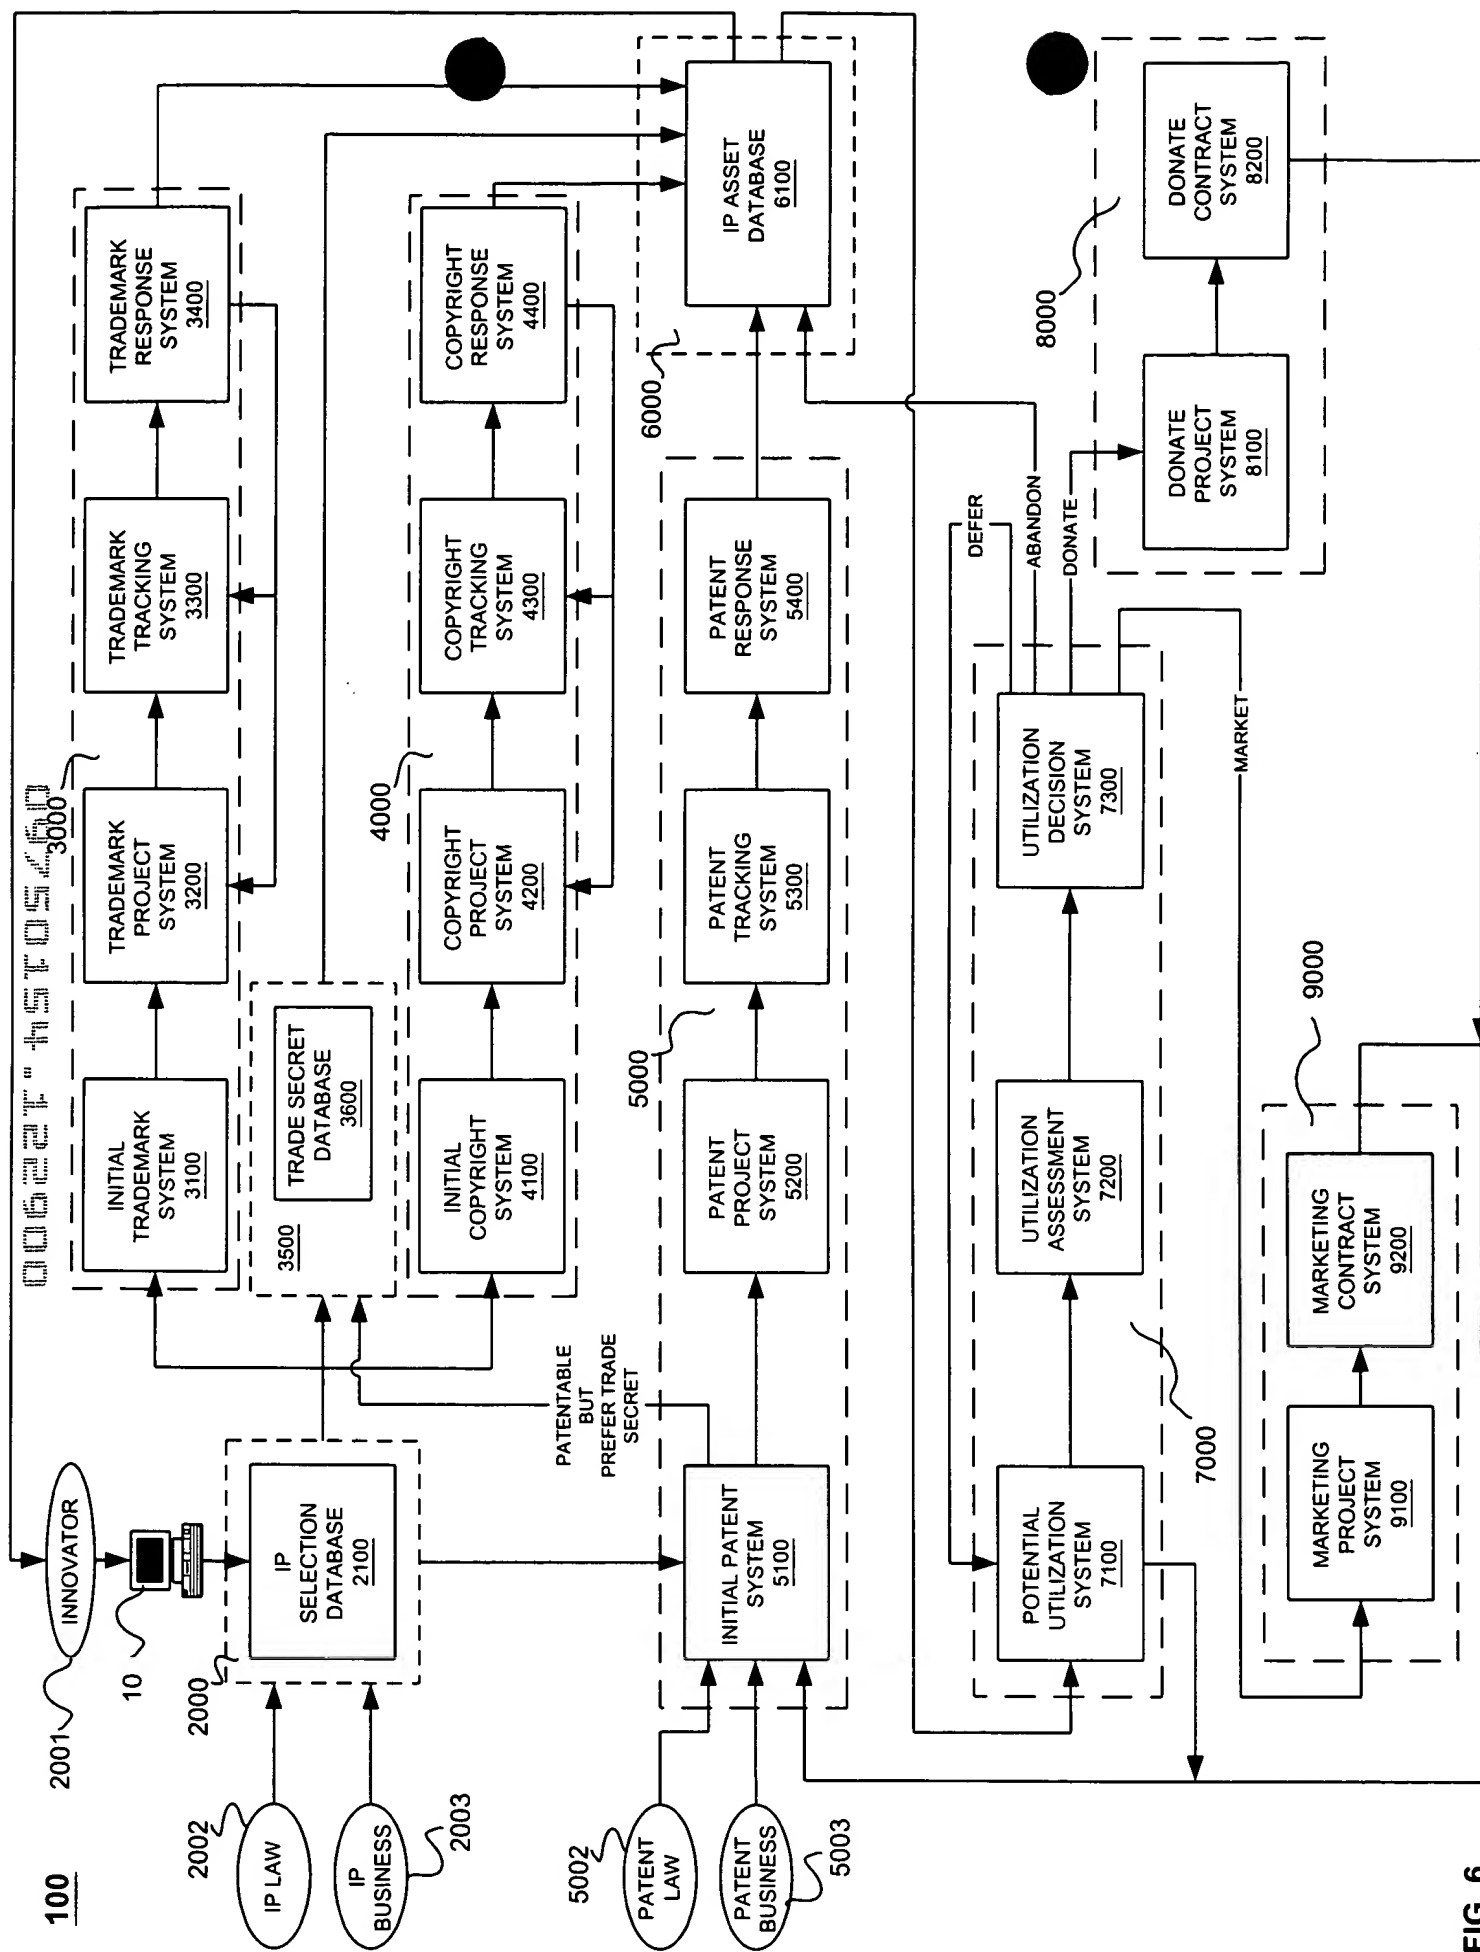 100
2001
INNOVATOR
10
2002
IP LAW
IP
BUSINESS
2003
2000
IP
SELECTION
DATABASE
2100
3000
INITIAL
TRADEMARK
SYSTEM
3100
TRADEMARK
PROJECT
SYSTEM
3200
TRADEMARK
TRACKING
SYSTEM
3300
TRADEMARK
RESPONSE
SYSTEM
3400
3500
TRADE SECRET
DATABASE
3600
4000
INITIAL
COPYRIGHT
SYSTEM
4100
COPYRIGHT
PROJECT
SYSTEM
4200
COPYRIGHT
TRACKING
SYSTEM
4300
COPYRIGHT
RESPONSE
SYSTEM
4400
PATENTABLE
BUT
PREFER TRADE
SECRET
5002
PATENT
LAW
PATENT
BUSINESS
5003
5000
INITIAL PATENT
SYSTEM
5100
PATENT
PROJECT
SYSTEM
5200
PATENT
TRACKING
SYSTEM
5300
PATENT
RESPONSE
SYSTEM
5400
6000
IP ASSET
DATABASE
6100
7000
POTENTIAL
UTILIZATION
SYSTEM
7100
UTILIZATION
ASSESSMENT
SYSTEM
7200
UTILIZATION
DECISION
SYSTEM
7300
DEFER
ABANDON
DONATE
MARKET
8000
DONATE
PROJECT
SYSTEM
8100
DONATE
CONTRACT
SYSTEM
8200
9000
MARKETING
PROJECT
SYSTEM
9100
MARKETING
CONTRACT
SYSTEM
9200
FIG. 6